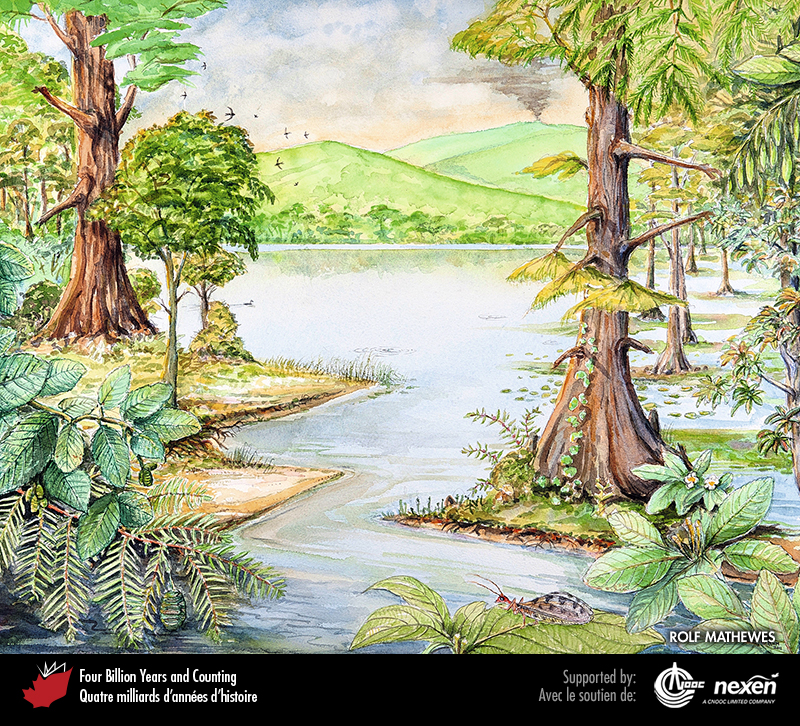 ROLF MATHEWES
Four Billion Years and Counting
Quatre milliards d'années d'histoire
Supported by:
Avec le soutien de:
CNOOC
nexen
A CNOOC LIMITED COMPANY